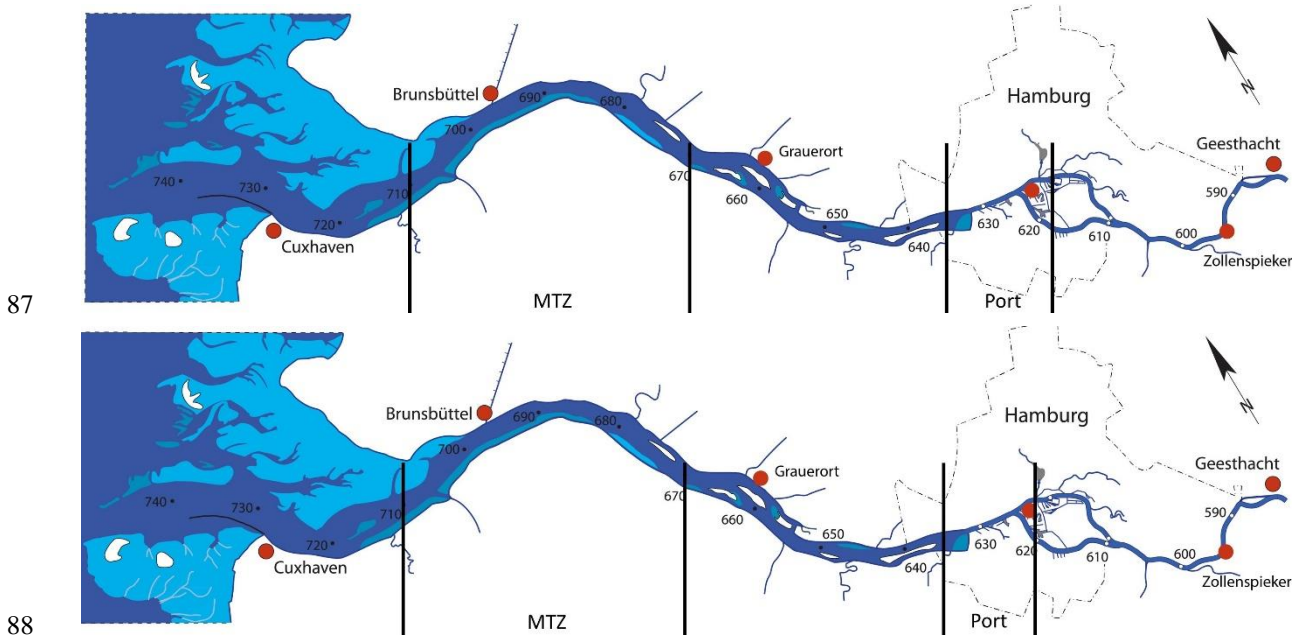 Brunsbüttel
690
680
Hamburg
700
Grauerort
Geesthacht
740
730
710
670
660
590
720
650
640
630
620
610
600
Cuxhaven
Zollenspieker
N
87
MTZ
Port
Brunsbüttel
690
680
Hamburg
700
Grauerort
Geesthacht
740
730
710
670
660
590
720
650
640
630
620
610
600
Cuxhaven
Zollenspieker
N
88
MTZ
Port